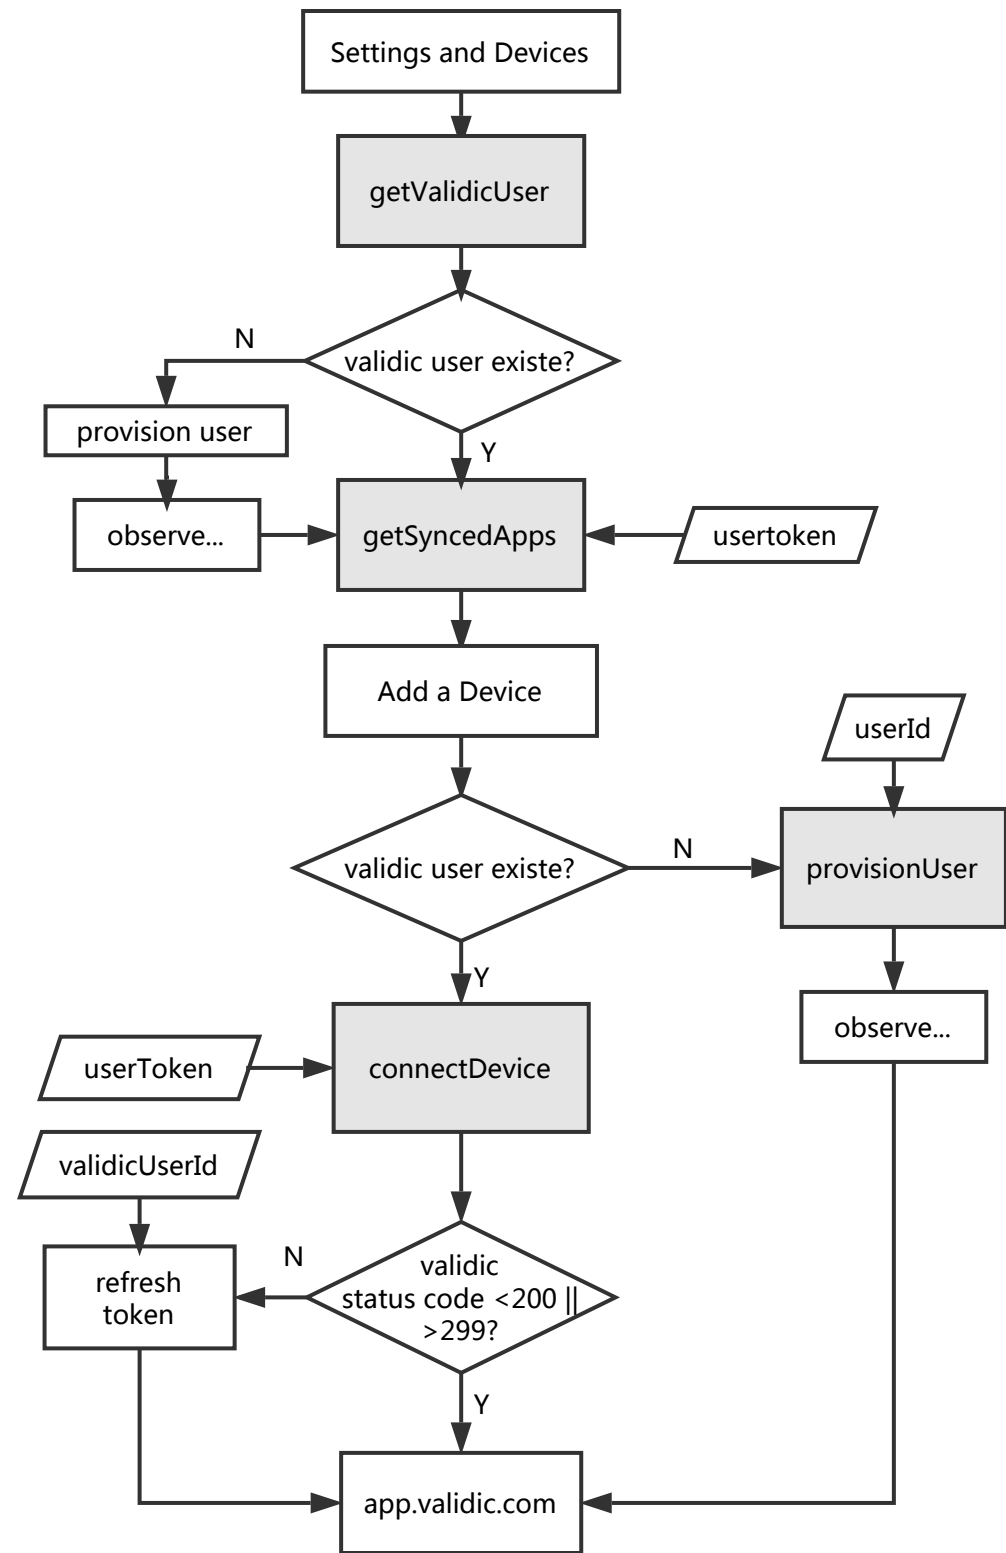 Settings and Devices
getValidicUser
N
validic user existe?
provision user
Y
observe...
getSyncedApps
usertoken
Add a Device
userId
validic user existe?
N
provisionUser
Y
observe...
userToken
connectDevice
validicUserId
N
validic
status code <200 ||
>299?
refresh
token
Y
app.validic.com